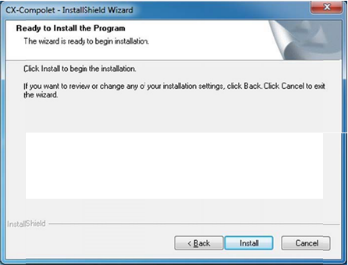 CX-Compolet - InstallShield Wizard
Ready to Install the Program
The wizard is ready to begin installation.
Click Install to begin the installation.
If you want to review or change any of your installation settings, click Back. Click Cancel to exit
the wizard.
InstallShield
< Back
Install
Cancel